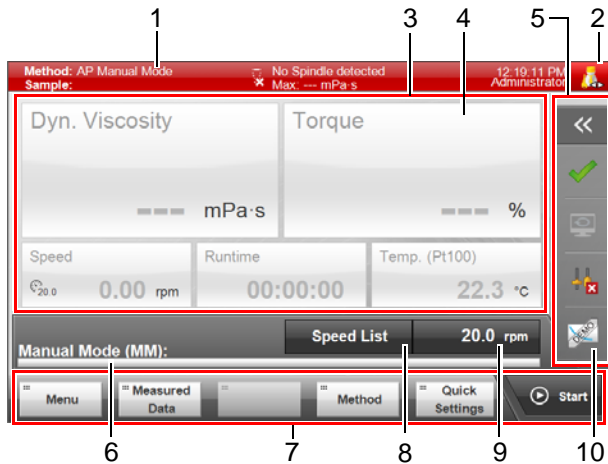 1 3 4 5 2
Method: AP Manual Mode No Spindle detected 12:19:11 PM
Sample: Max: --- mPa·s Administrator
Dyn. Viscosity Torque
--- mPa·s --- %
Speed Runtime Temp. (Pt100)
20.0 0.00 rpm 00:00:00 22.3 °C
Speed List 20.0 rpm
Manual Mode (MM):
Menu Measured Data Method Quick Settings Start
6 7 8 9 10